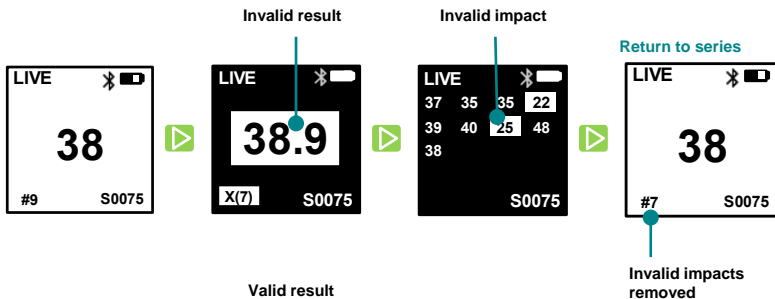 Invalid result
Invalid impact
Return to series
LIVE
38
#9 S0075
LIVE
38.9
X(7) S0075
LIVE
37 35 35 22
39 40 25 48
38
S0075
LIVE
38
#7 S0075
Valid result
Invalid impacts
removed